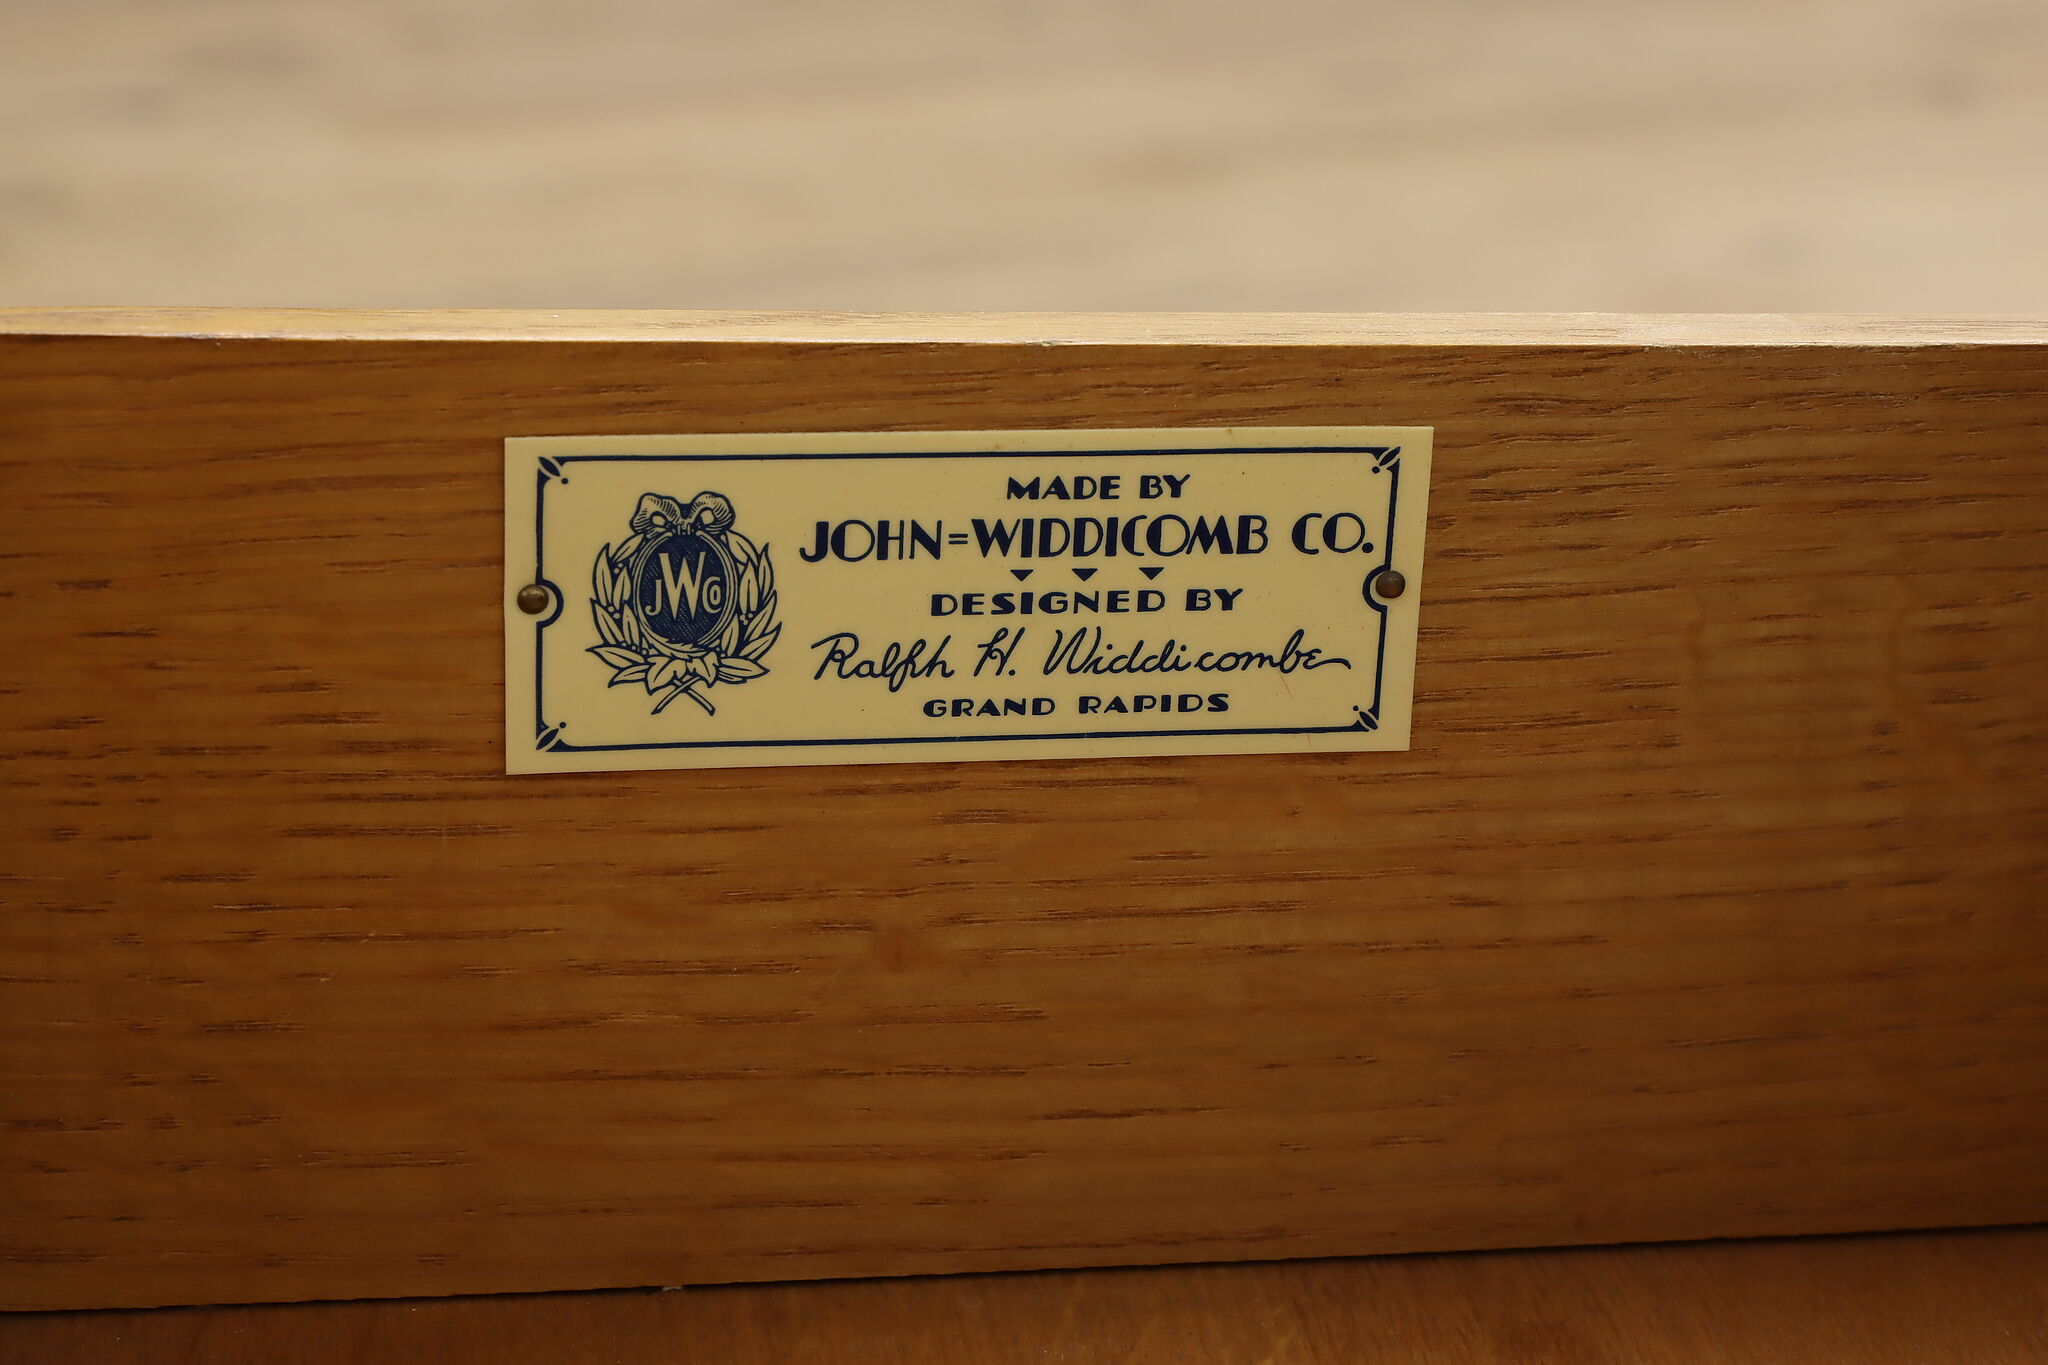 JWCO
MADE BY
JOHN=WIDDICOMB CO.
DESIGNED BY
Ralph H. Widdicombe
GRAND RAPIDS